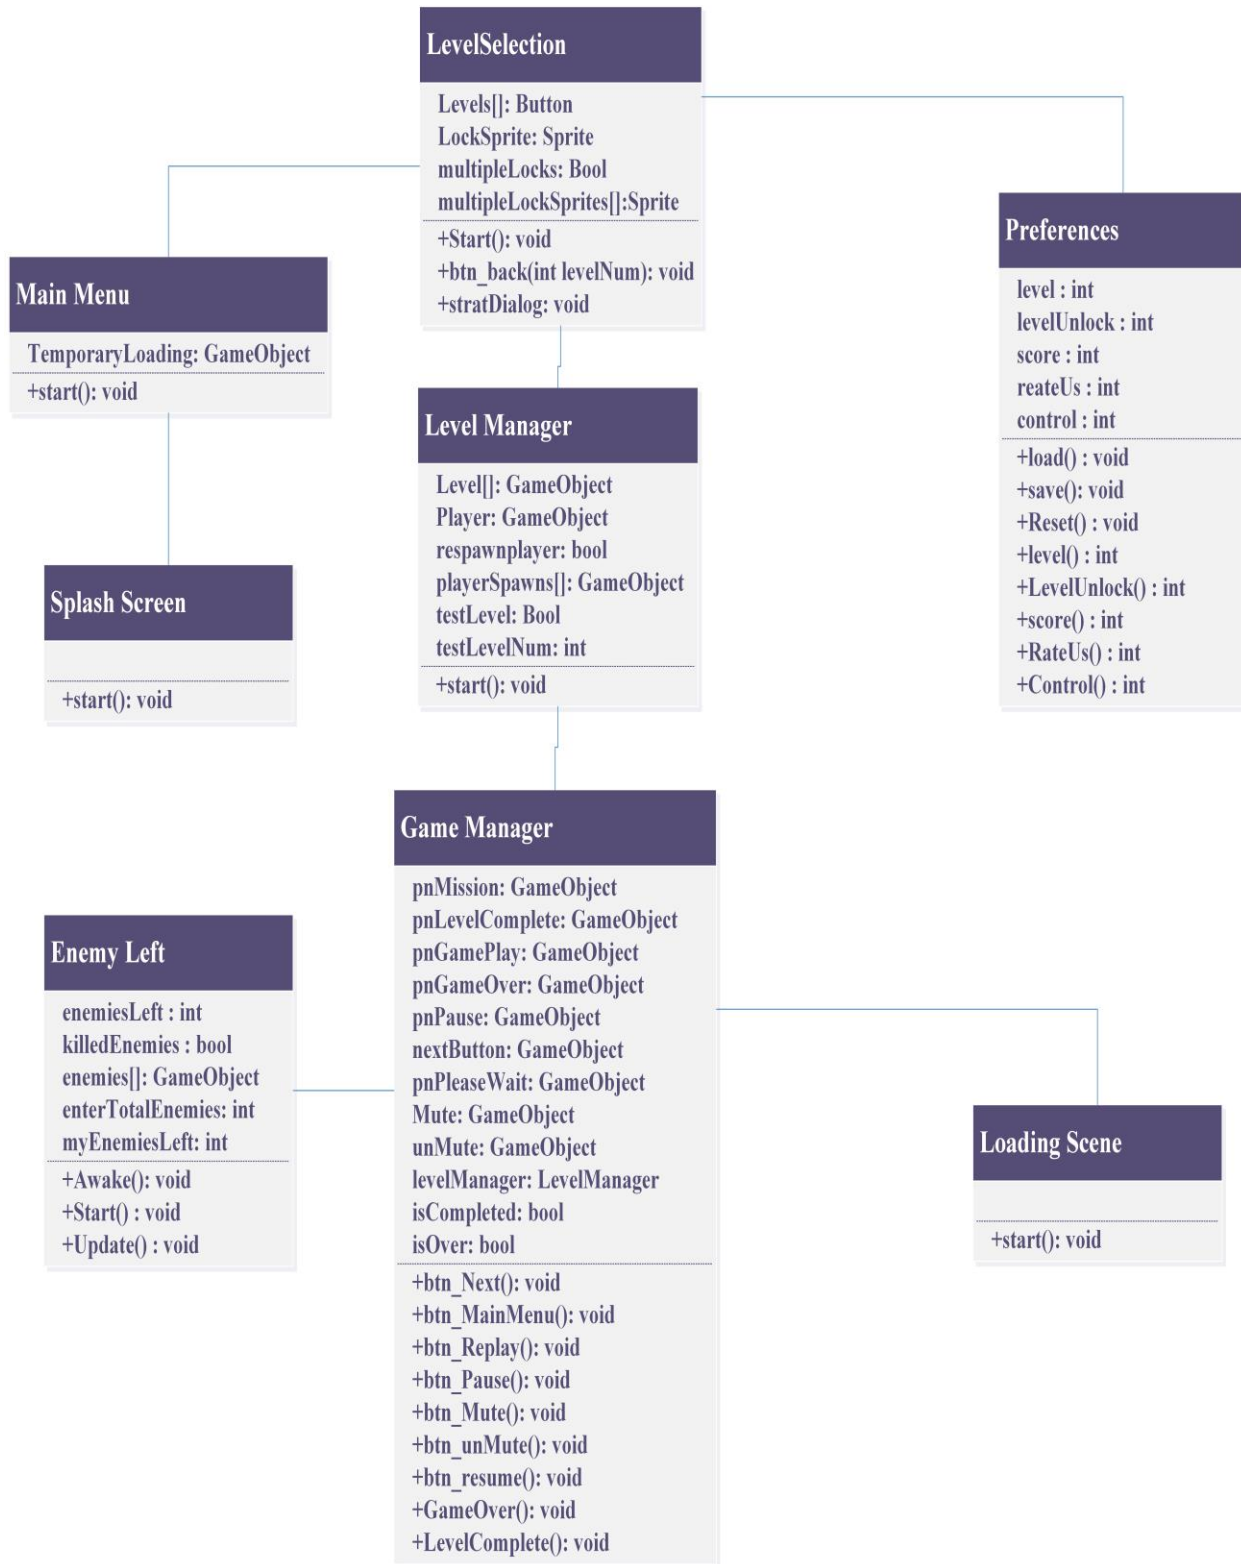 LevelSelection
Levels[]: Button
LockSprite: Sprite
multipleLocks: Bool
multipleLockSprites[]:Sprite
+Start(): void
+btn_back(int levelNum): void
+stratDialog: void
Main Menu
TemporaryLoading: GameObject
+start(): void
Preferences
level : int
levelUnlock : int
score : int
reateUs : int
control : int
+load() : void
+save(): void
+Reset() : void
+level() : int
+LevelUnlock() : int
+score() : int
+RateUs() : int
+Control() : int
Level Manager
Level[]: GameObject
Player: GameObject
respawnplayer: bool
playerSpawns[]: GameObject
testLevel: Bool
testLevelNum: int
+start(): void
Splash Screen
+start(): void
Game Manager
pnMission: GameObject
pnLevelComplete: GameObject
pnGamePlay: GameObject
pnGameOver: GameObject
pnPause: GameObject
nextButton: GameObject
pnPleaseWait: GameObject
Mute: GameObject
unMute: GameObject
levelManager: LevelManager
isCompleted: bool
isOver: bool
+btn_Next(): void
+btn_MainMenu(): void
+btn_Replay(): void
+btn_Pause(): void
+btn_Mute(): void
+btn_unMute(): void
+btn_resume(): void
+GameOver(): void
+LevelComplete(): void
Enemy Left
enemiesLeft : int
killedEnemies : bool
enemies[]: GameObject
enterTotalEnemies: int
myEnemiesLeft: int
+Awake(): void
+Start() : void
+Update() : void
Loading Scene
+start(): void